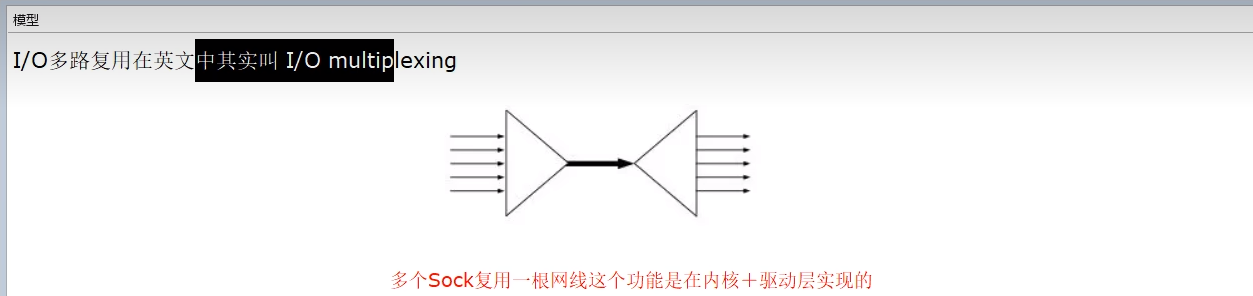 模型
I/O多路复用在英文中其实叫 I/O multiplexing
多个Sock复用一根网线这个功能是在内核＋驱动层实现的